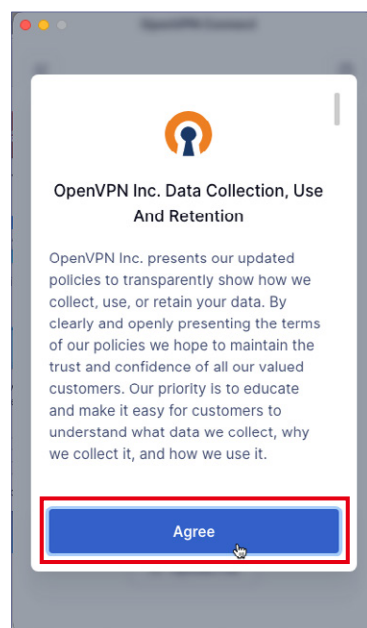 OpenVPN Connect
OpenVPN Inc. Data Collection, Use
And Retention
OpenVPN Inc. presents our updated
policies to transparently show how we
collect, use, or retain your data. By
clearly and openly presenting the terms
of our policies we hope to maintain the
trust and confidence of all our valued
customers. Our priority is to educate
and make it easy for customers to
understand what data we collect, why
we collect it, and how we use it.
Agree